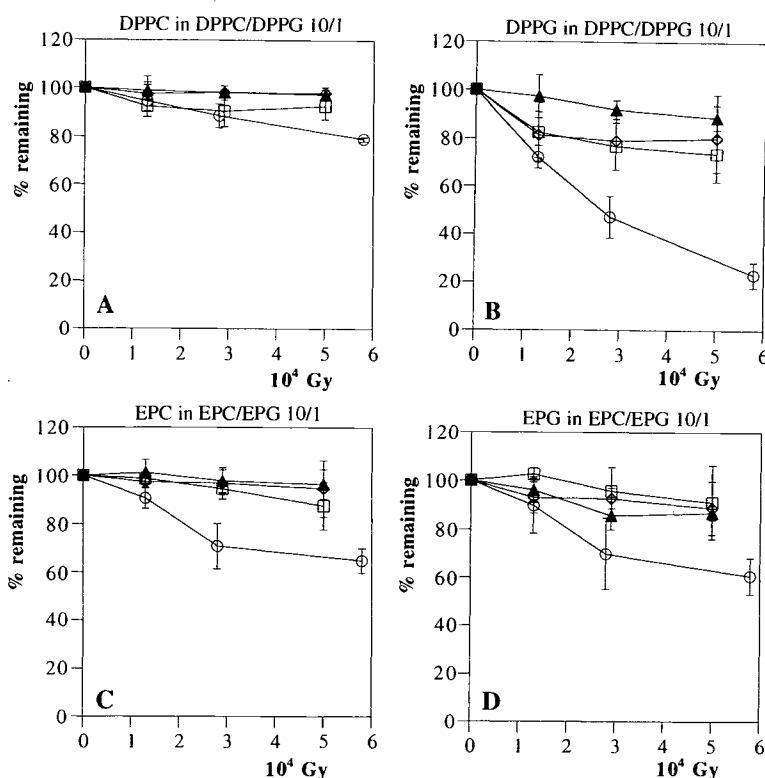 DPPC in DPPC/DPPG 10/1
120
100
80
60
40
20
0
% remaining
A
0 1 2 3 4 5 6
10⁴ Gy
DPPG in DPPC/DPPG 10/1
120
100
80
60
40
20
0
% remaining
B
0 1 2 3 4 5 6
10⁴ Gy
EPC in EPC/EPG 10/1
120
100
80
60
40
20
0
% remaining
C
0 1 2 3 4 5 6
10⁴ Gy
EPG in EPC/EPG 10/1
120
100
80
60
40
20
0
% remaining
D
0 1 2 3 4 5 6
10⁴ Gy